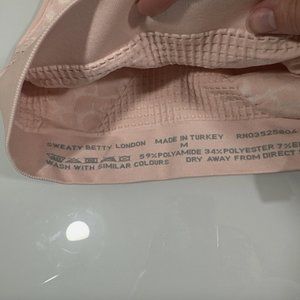 SWEATY BETTY LONDON MADE IN TURKEY
M
59%POLYAMIDE 34%POLYESTER 7%
WASH WITH SIMILAR COLOURS DRY AWAY FROM DIRECT